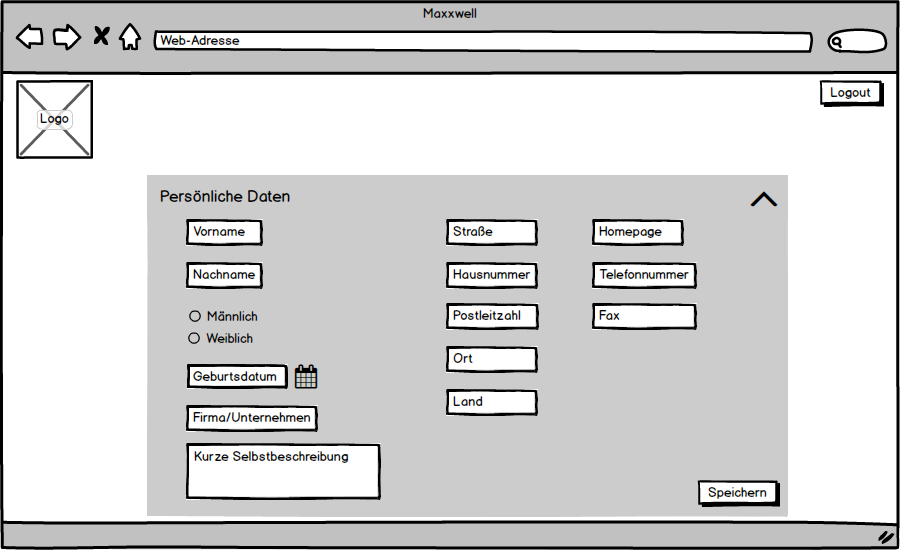 Maxxwell
Web-Adresse
Logo
Logout
Persönliche Daten
Vorname
Nachname
Männlich
Weiblich
Geburtsdatum
Firma/Unternehmen
Kurze Selbstbeschreibung
Straße
Hausnummer
Postleitzahl
Ort
Land
Homepage
Telefonnummer
Fax
Speichern